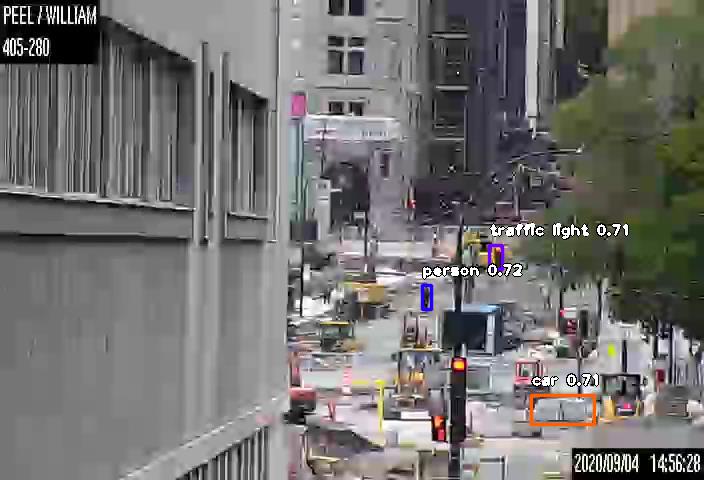 PEEL / WILLIAM
405-280
traffic light 0.71
person 0.72
car 0.71
2020/09/04 14:56:28